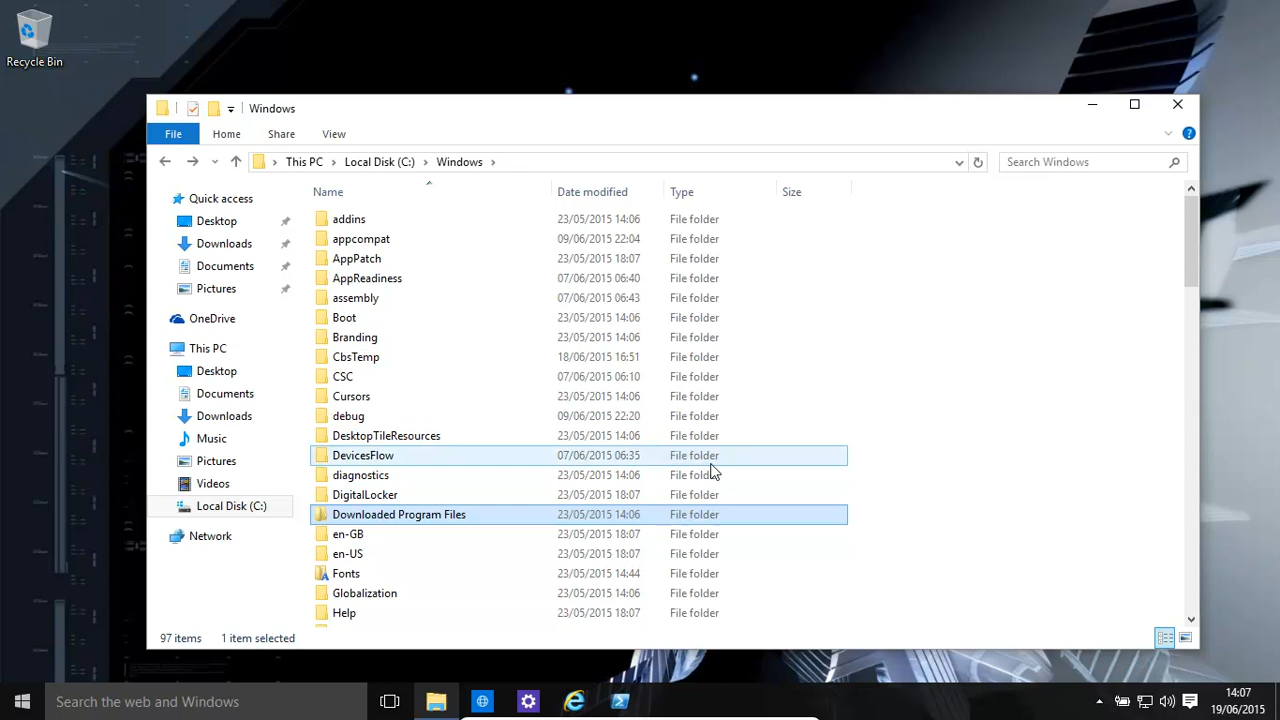 Recycle Bin
Windows
File Home Share View
This PC Local Disk (C:) Windows
Search Windows
Name Date modified Type Size
Quick access
Desktop
Downloads
Documents
Pictures
OneDrive
This PC
Desktop
Documents
Downloads
Music
Pictures
Videos
Local Disk (C:)
Network
addins 23/05/2015 14:06 File folder
appcompat 09/06/2015 22:04 File folder
AppPatch 23/05/2015 18:07 File folder
AppReadiness 07/06/2015 06:40 File folder
assembly 07/06/2015 06:43 File folder
Boot 23/05/2015 14:06 File folder
Branding 23/05/2015 14:06 File folder
CbsTemp 18/06/2015 16:51 File folder
CSC 07/06/2015 06:10 File folder
Cursors 23/05/2015 14:06 File folder
debug 09/06/2015 22:20 File folder
DesktopTileResources 23/05/2015 14:06 File folder
DevicesFlow 07/06/2015 06:35 File folder
diagnostics 23/05/2015 14:06 File folder
DigitalLocker 23/05/2015 18:07 File folder
Downloaded Program Files 23/05/2015 14:06 File folder
en-GB 23/05/2015 18:07 File folder
en-US 23/05/2015 18:07 File folder
Fonts 23/05/2015 14:44 File folder
Globalization 23/05/2015 14:06 File folder
Help 23/05/2015 18:07 File folder
97 items 1 item selected
Search the web and Windows
14:07
19/06/2015